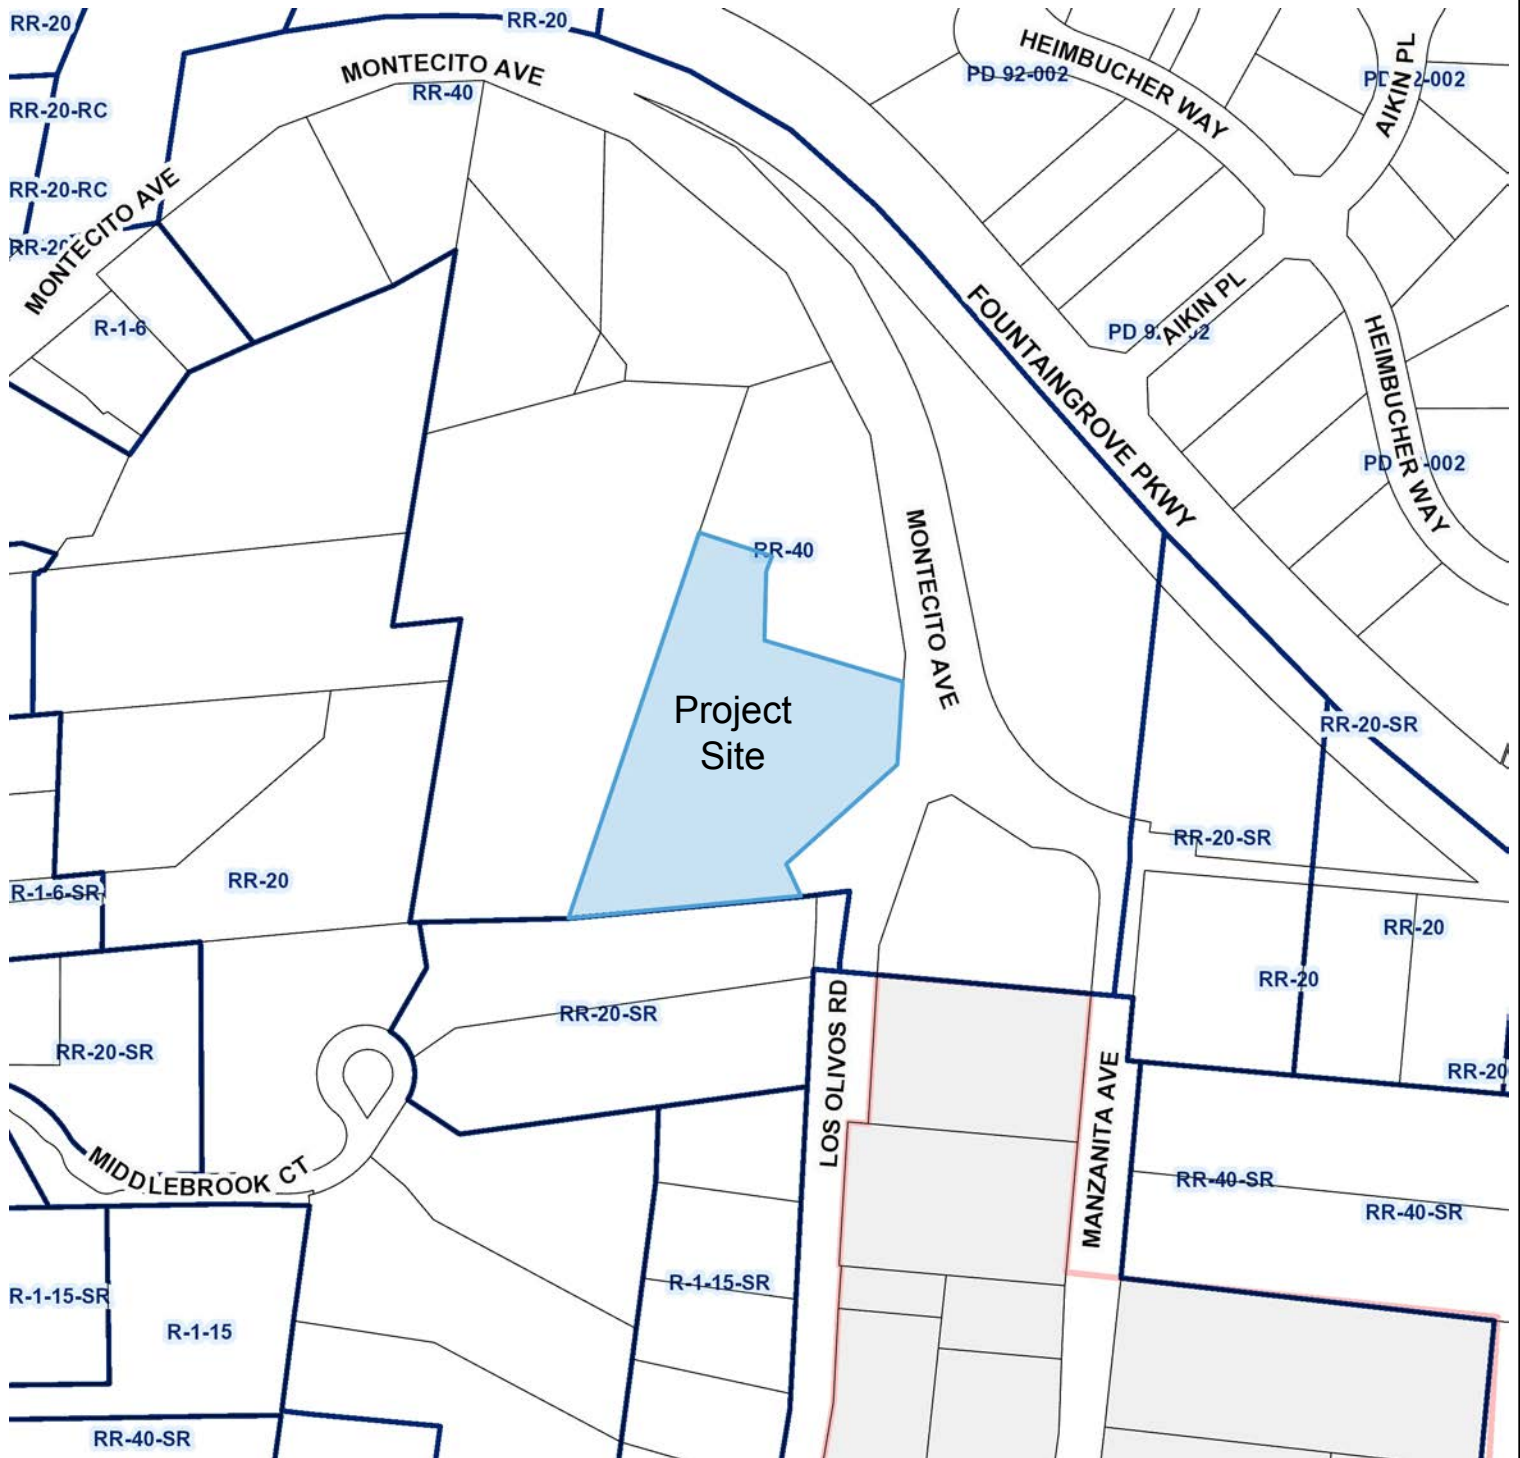 RR-20
RR-20
MONTECITO AVE
RR-40
HEIMBUCHER WAY
PD 92-002
AIKIN PL
RR-20-RC
RR-20-RC
MONTECITO AVE
R-1-6
AIKIN PL
FOUNTAINGROVE PKWY
HEIMBUCHER WAY
RR-40
MONTECITO AVE
Project
Site
RR-20-SR
RR-20-SR
RR-20
R-1-6-SR
RR-20
RR-20
RR-20-SR
LOS OLIVOS RD
RR-20-SR
MANZANITA AVE
RR-20
MIDDLEBROOK CT
RR-40-SR
RR-40-SR
R-1-15-SR
R-1-15-SR
R-1-15
RR-40-SR